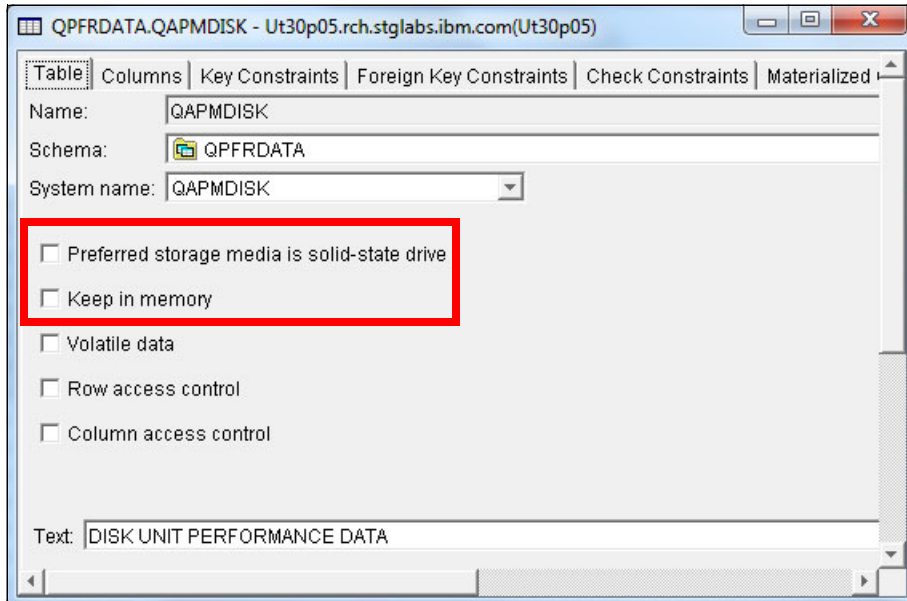 QPFRDATA.QAPMDISK - Ut30p05.rch.stglabs.ibm.com(Ut30p05)
Table Columns Key Constraints Foreign Key Constraints Check Constraints Materialized
Name: QAPMDISK
Schema: QPFRDATA
System name: QAPMDISK
Preferred storage media is solid-state drive
Keep in memory
Volatile data
Row access control
Column access control
Text: DISK UNIT PERFORMANCE DATA